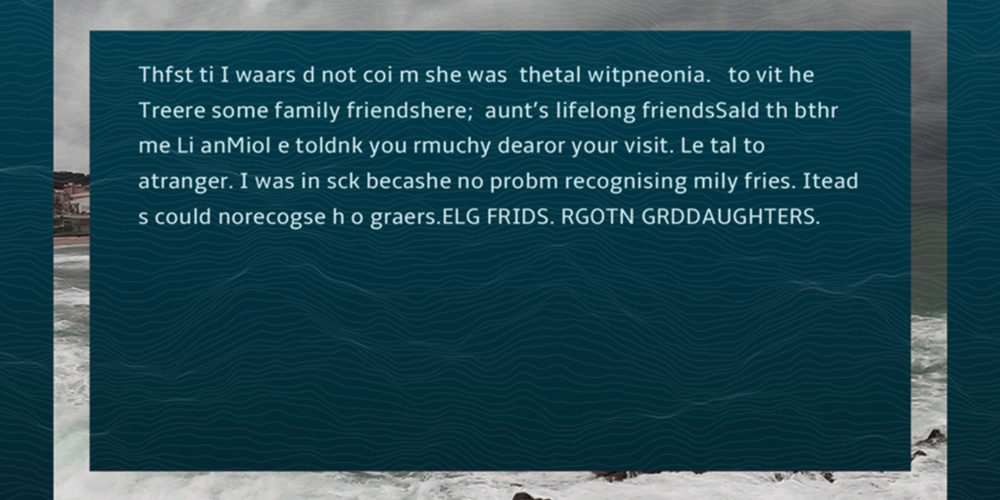 Thfst ti I waars d not coi m she was thetal witpneonia. to vit he
Treere some family friendshere; aunt's lifelong friendsSald th bthr
me Li anMiol e toldnk you rmuchy dearor your visit. Le tal to
atranger. I was in sck becashe no probm recognising mily fries. Itead
s could norecogse h o graers.ELG FRIDS. RGOTN GRDDAUGHTERS.